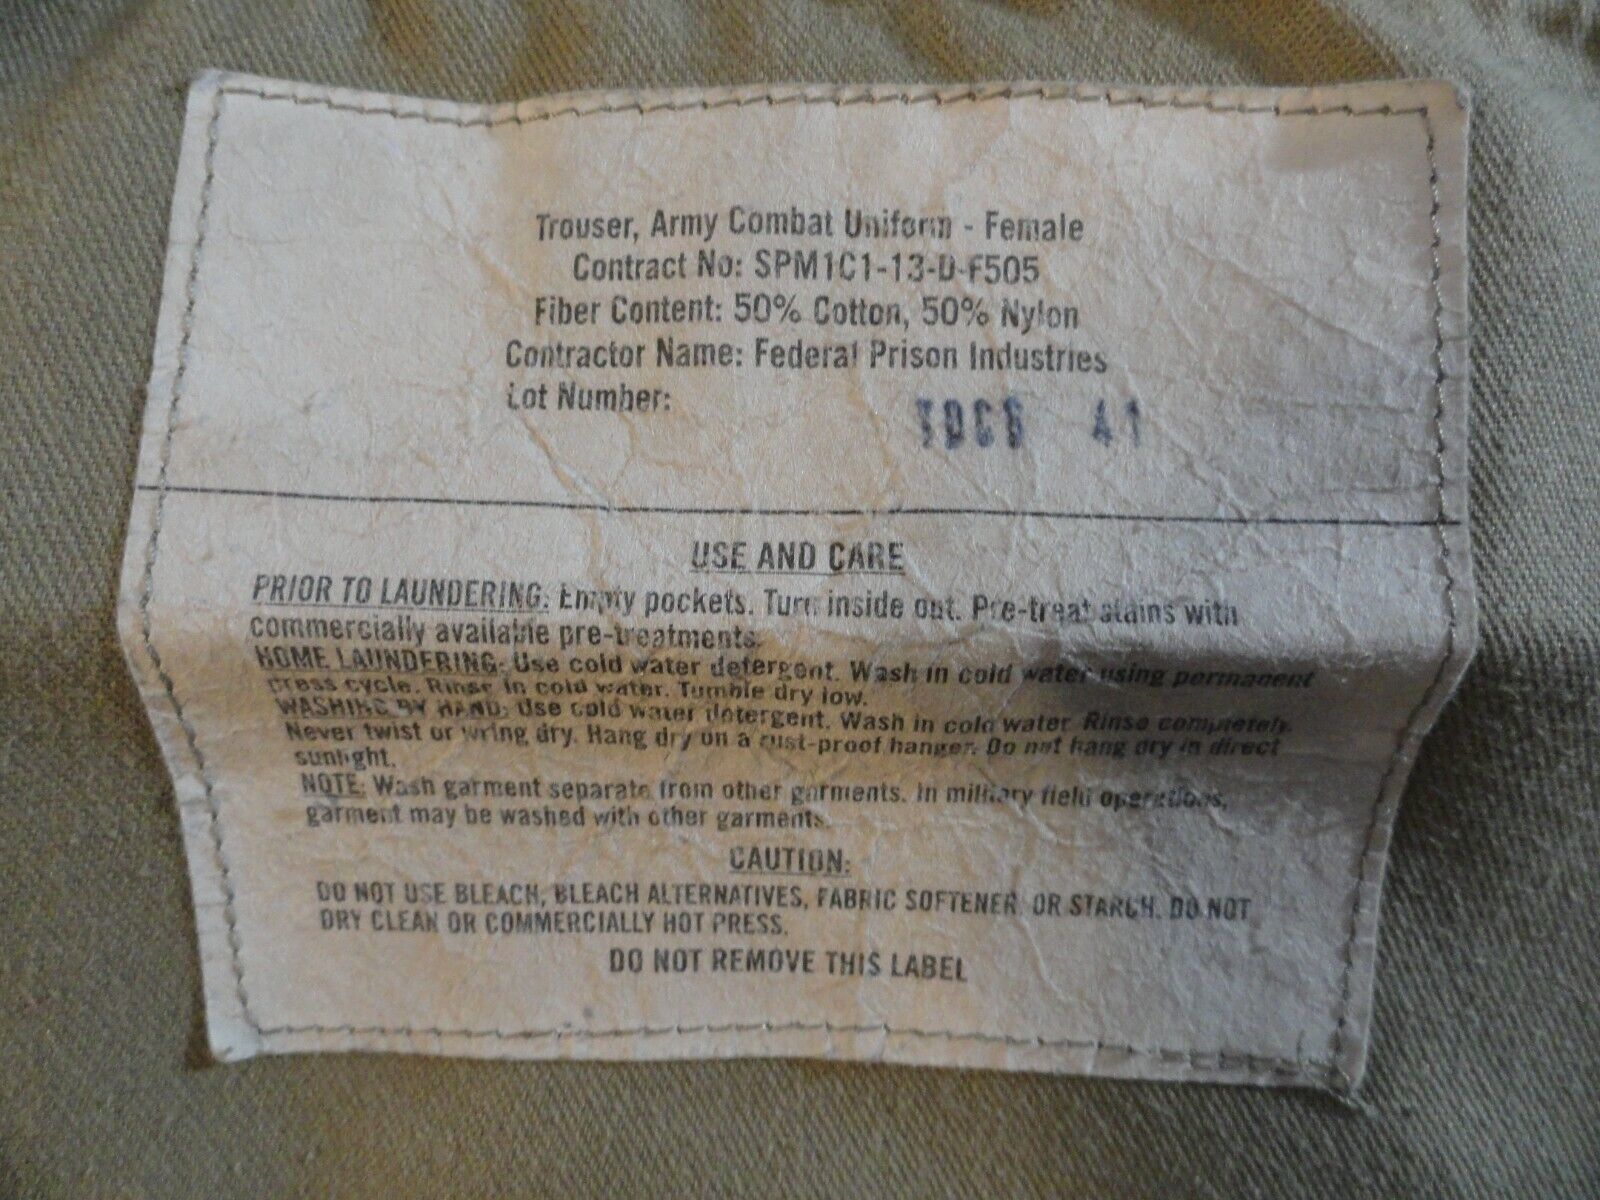 Trouser, Army Combat Uniform - Female
Contract No: SPM1C1-13-D-F505
Fiber Content: 50% Cotton, 50% Nylon
Contractor Name: Federal Prison Industries
Lot Number: 41
USE AND CARE
PRIOR TO LAUNDERING: Empty pockets. Turn inside out. Pre-treat stains with
commercially available pre-treatments.
HOME LAUNDERING: Use cold water detergent. Wash in cold water using permanent
press cycle. Rinse in cold water. Tumble dry low.
WASHING BY HAND: Use cold water detergent. Wash in cold water. Rinse completely.
Never twist or wring dry. Hang dry on a rust-proof hanger. Do not hang dry in direct
sunlight.
NOTE: Wash garment separate from other garments. In military field operations,
garment may be washed with other garments.
CAUTION:
DO NOT USE BLEACH, BLEACH ALTERNATIVES, FABRIC SOFTENER OR STARCH. DO NOT
DRY CLEAN OR COMMERCIALLY HOT PRESS.
DO NOT REMOVE THIS LABEL